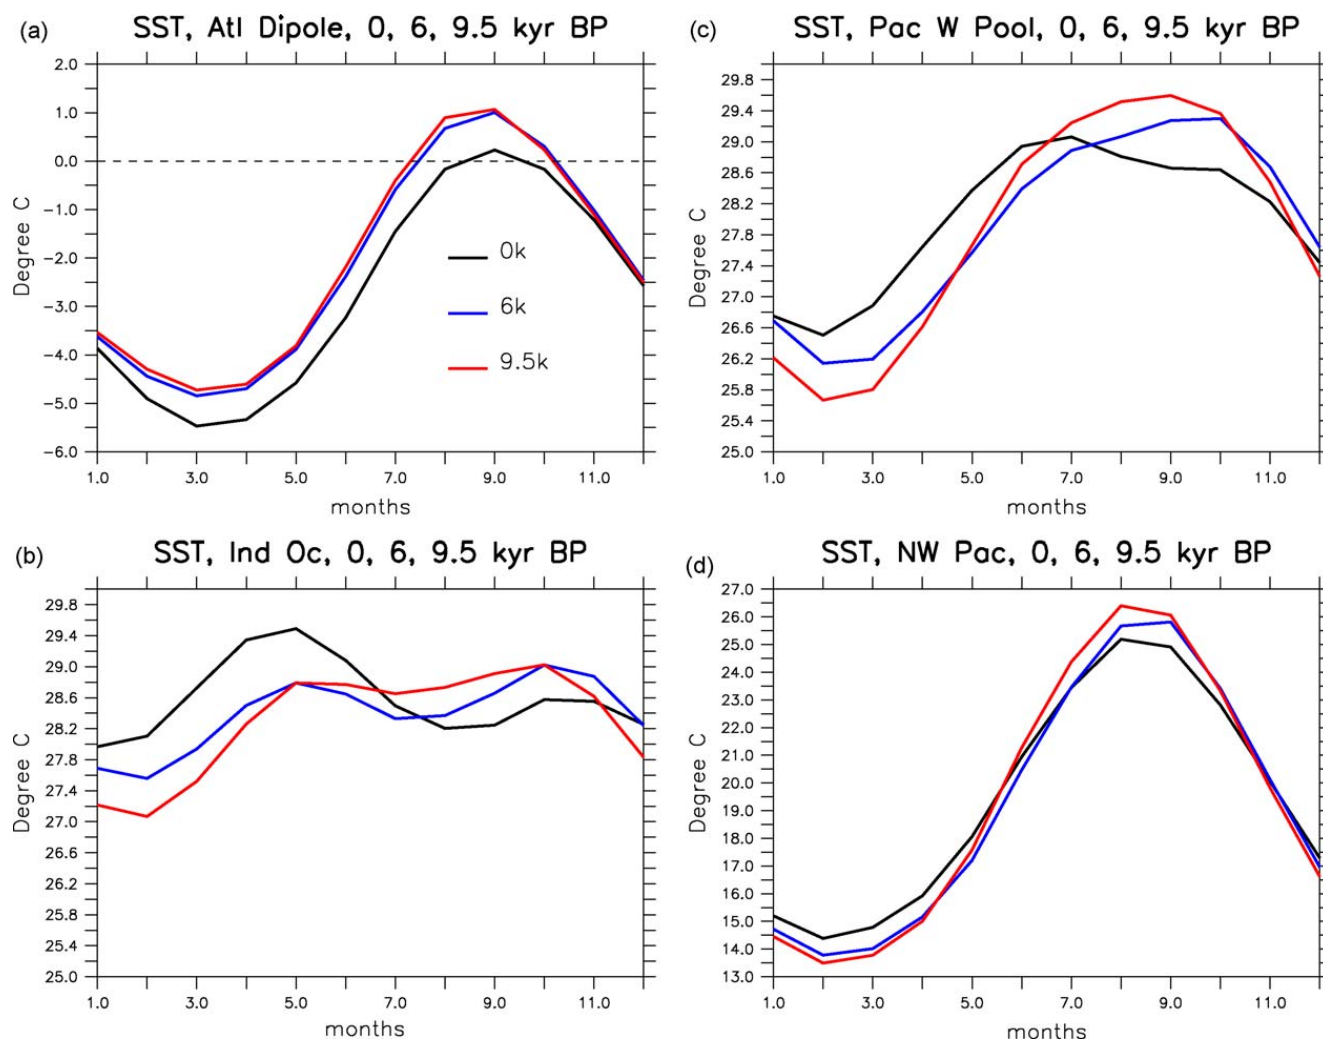 (a)
SST, Atl Dipole, 0, 6, 9.5 kyr BP
2.0
1.0
0.0
-1.0
-2.0
-3.0
-4.0
-5.0
-6.0
Degree C
0k
6k
9.5k
1.0 3.0 5.0 7.0 9.0 11.0
months
(c)
SST, Pac W Pool, 0, 6, 9.5 kyr BP
29.8
29.4
29.0
28.6
28.2
27.8
27.4
27.0
26.6
26.2
25.8
25.4
25.0
Degree C
1.0 3.0 5.0 7.0 9.0 11.0
months
(b)
SST, Ind Oc, 0, 6, 9.5 kyr BP
29.8
29.4
29.0
28.6
28.2
27.8
27.4
27.0
26.6
26.2
25.8
25.4
25.0
Degree C
1.0 3.0 5.0 7.0 9.0 11.0
months
(d)
SST, NW Pac, 0, 6, 9.5 kyr BP
27.0
26.0
25.0
24.0
23.0
22.0
21.0
20.0
19.0
18.0
17.0
16.0
15.0
14.0
13.0
Degree C
1.0 3.0 5.0 7.0 9.0 11.0
months